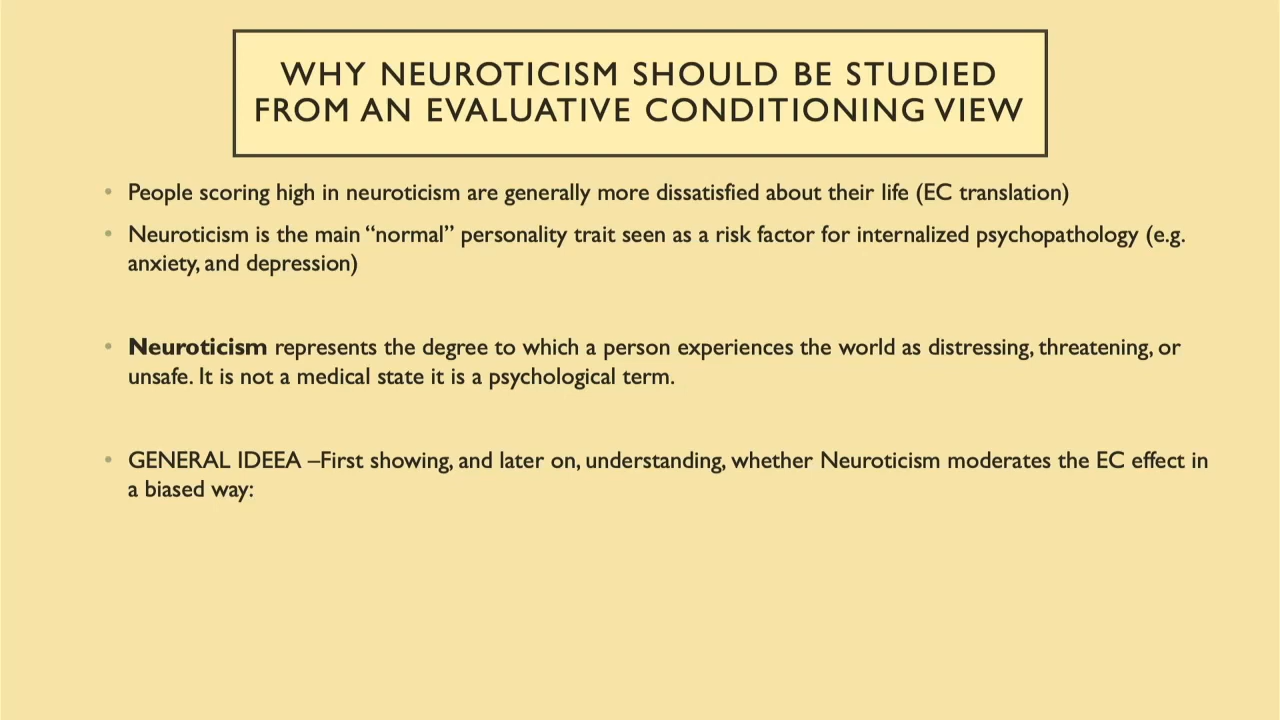 WHY NEUROTICISM SHOULD BE STUDIED
FROM AN EVALUATIVE CONDITIONING VIEW
• People scoring high in neuroticism are generally more dissatisfied about their life (EC translation)
• Neuroticism is the main “normal” personality trait seen as a risk factor for internalized psychopathology (e.g.
anxiety, and depression)
• Neuroticism represents the degree to which a person experiences the world as distressing, threatening, or
unsafe. It is not a medical state it is a psychological term.
• GENERAL IDEEA –First showing, and later on, understanding, whether Neuroticism moderates the EC effect in
a biased way: